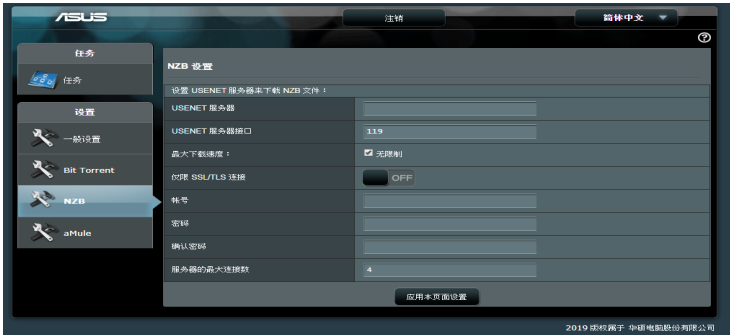 ASUS
注销
简体中文
任务
任务
设置
一般设置
Bit Torrent
NZB
aMule
NZB 设置
设置 USENET 服务器来下载 NZB 文件：
USENET 服务器
USENET 服务器接口 119
最大下载速度： 无限制
仅限 SSL/TLS 连接 OFF
帐号
密码
确认密码
服务器的最大连接数 4
应用本页面设置
2019 版权属于 华硕电脑股份有限公司